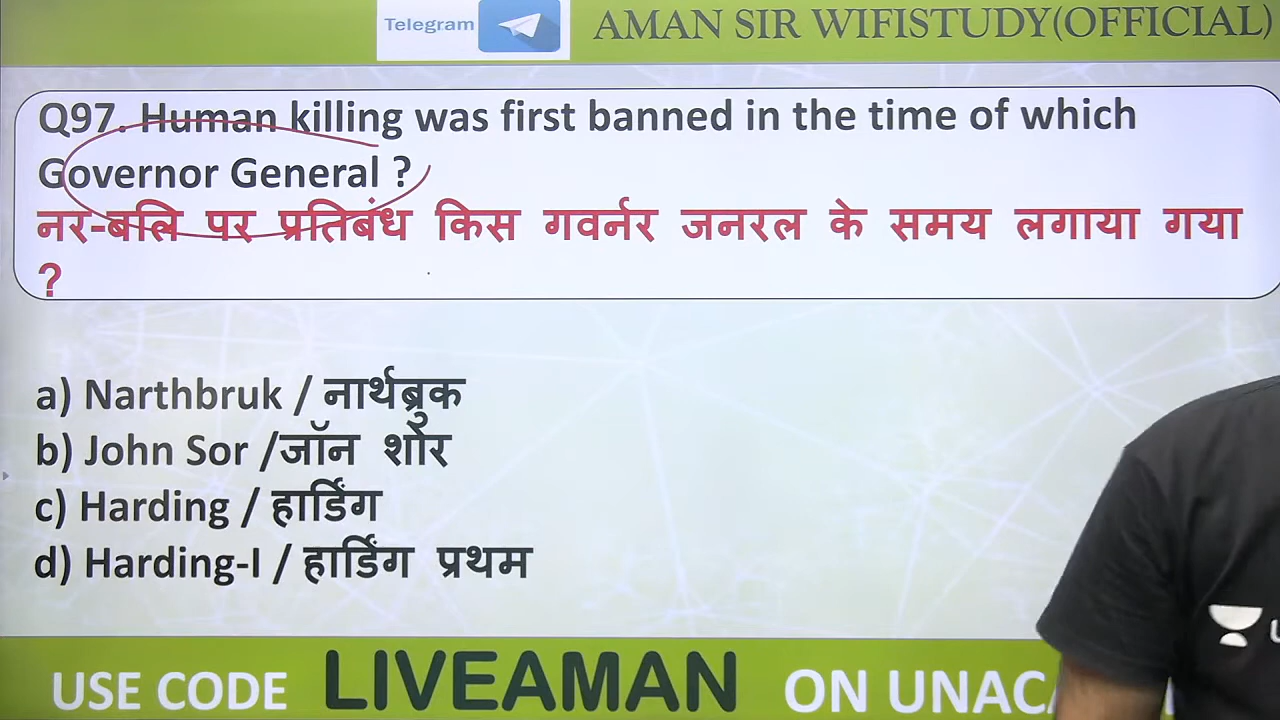 Telegram
AMAN SIR WIFISTUDY(OFFICIAL)
Q97. Human killing was first banned in the time of which
Governor General ?
नर-बलि पर प्रतिबंध किस गवर्नर जनरल के समय लगाया गया
?
a) Narthbruk / नार्थब्रुक
b) John Sor /जॉन शोर
c) Harding / हार्डिंग
d) Harding-I / हार्डिंग प्रथम
USE CODE LIVEAMAN ON UNACA